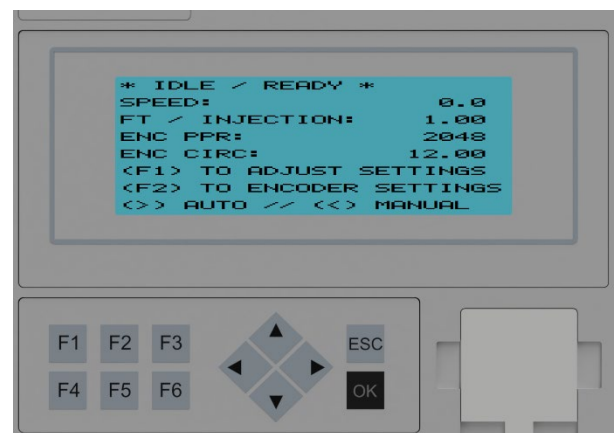 * IDLE / READY *
SPEED: 0.0
FT / INJECTION: 1.00
ENC PPR: 2048
ENC CIRC: 12.00
(F1) TO ADJUST SETTINGS
(F2) TO ENCODER SETTINGS
(>) AUTO // (<) MANUAL
F1 F2 F3 ESC
F4 F5 F6 OK